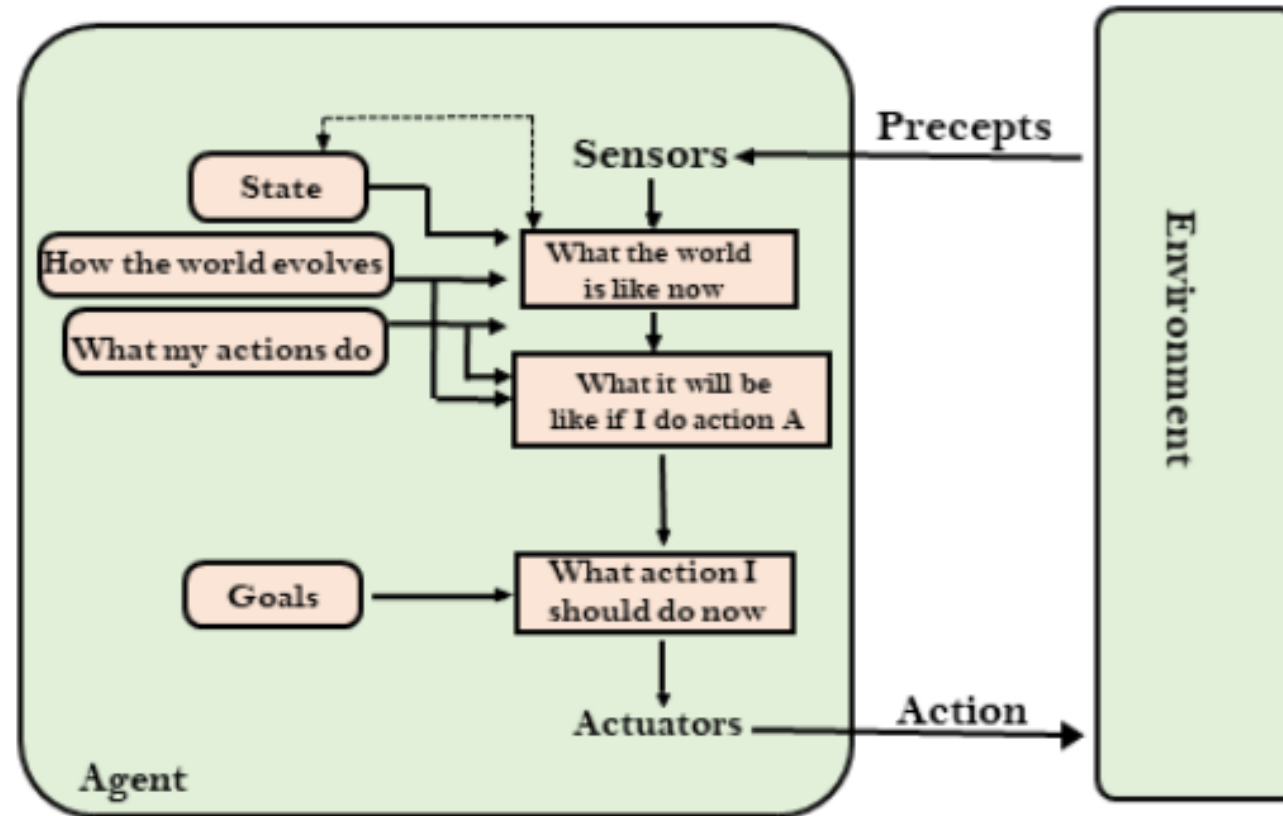 Precepts
Sensors
State
How the world evolves
What the world
is like now
What my actions do
What it will be
like if I do action A
Environment
Goals
What action I
should do now
Actuators
Action
Agent